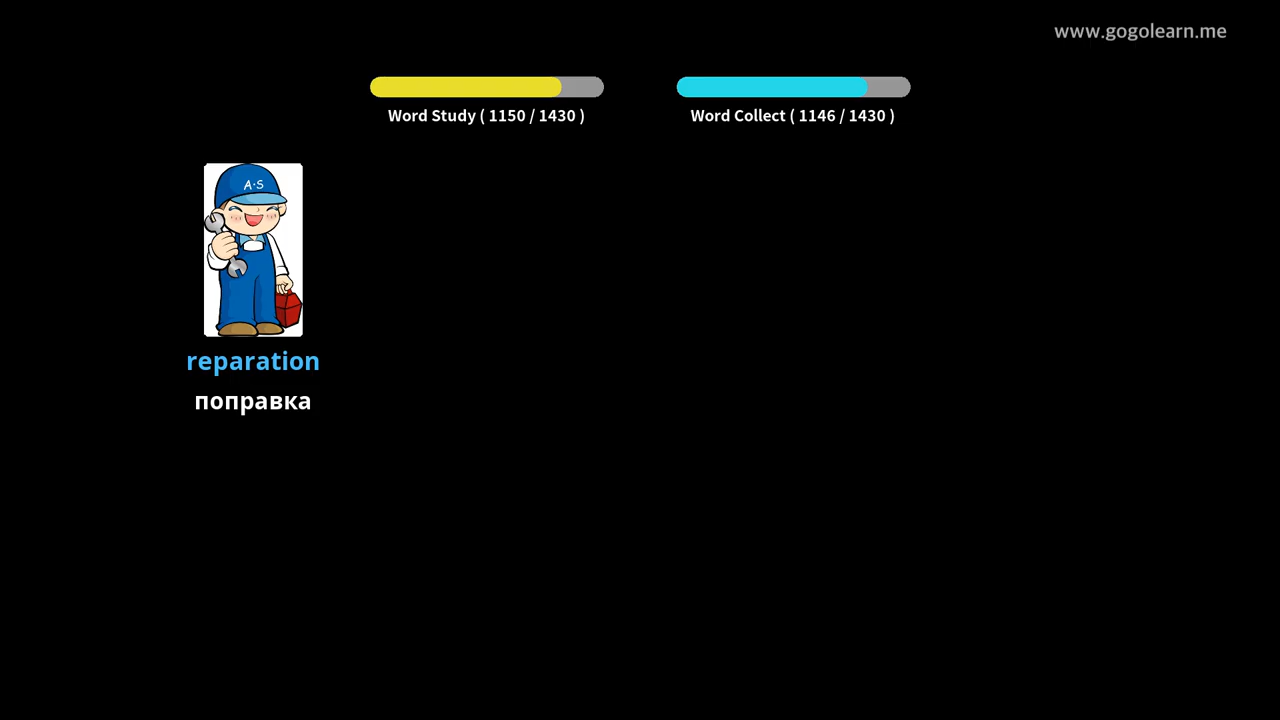 www.gogolearn.me
Word Study ( 1150 / 1430 )
Word Collect ( 1146 / 1430 )
A·S
reparation
поправка